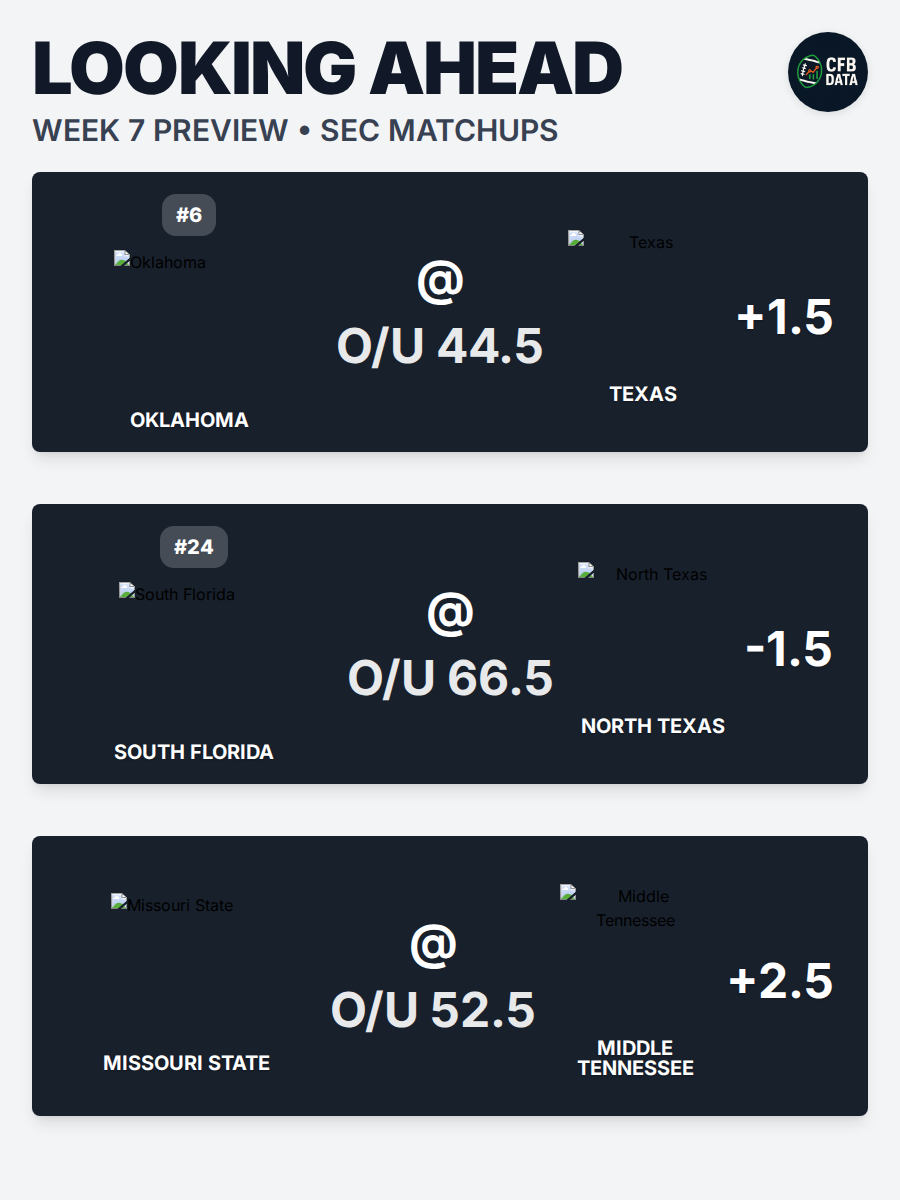 LOOKING AHEAD
CFB
DATA
WEEK 7 PREVIEW • SEC MATCHUPS
#6
Oklahoma
Texas
@
+1.5
O/U 44.5
TEXAS
OKLAHOMA
#24
South Florida
North Texas
@
-1.5
O/U 66.5
NORTH TEXAS
SOUTH FLORIDA
Missouri State
Middle
Tennessee
@
+2.5
O/U 52.5
MISSOURI STATE
MIDDLE
TENNESSEE